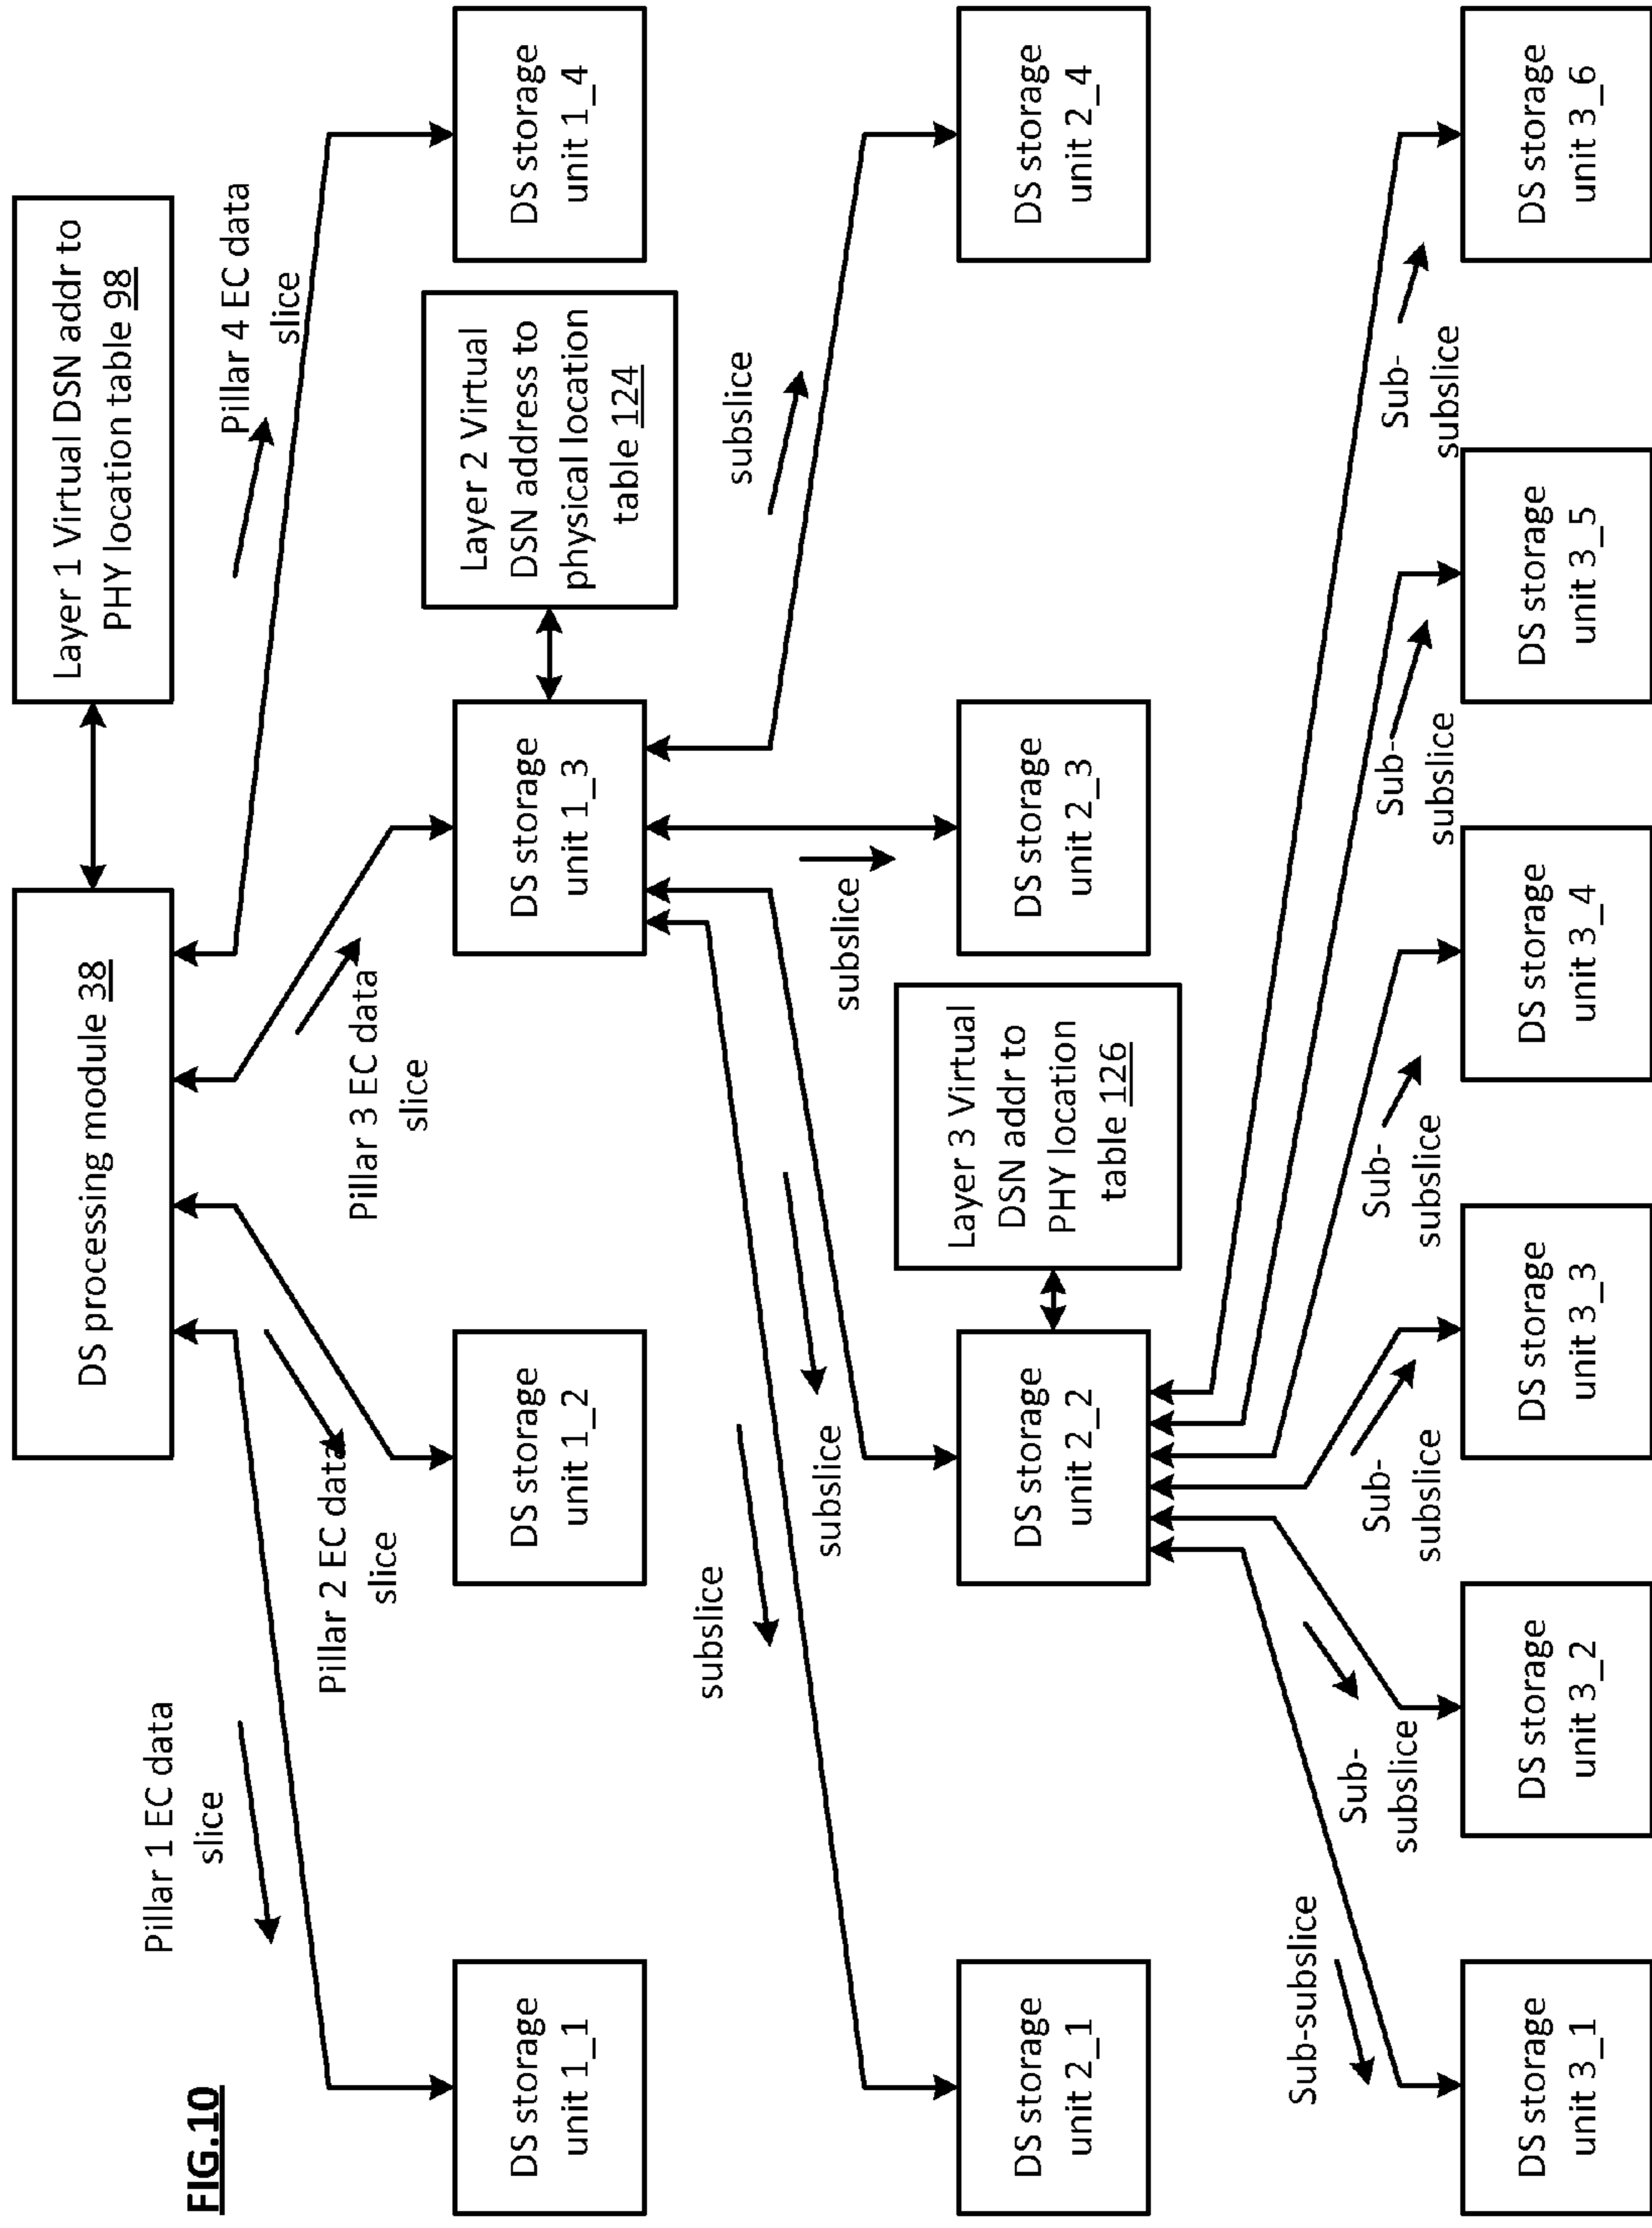 FIG.10
DS processing module 38
Layer 1 Virtual DSN addr to
PHY location table 98
Pillar 1 EC data
slice
Pillar 2 EC data
slice
Pillar 3 EC data
slice
Pillar 4 EC data
slice
DS storage
unit 1_1
DS storage
unit 1_2
DS storage
unit 1_3
Layer 2 Virtual
DSN address to
physical location
table 124
DS storage
unit 1_4
subslice
subslice
subslice
subslice
DS storage
unit 2_1
DS storage
unit 2_2
Layer 3 Virtual
DSN addr to
PHY location
table 126
DS storage
unit 2_3
DS storage
unit 2_4
Sub-subslice
Sub-
subslice
Sub-
subslice
Sub-
subslice
Sub-
subslice
Sub-
subslice
DS storage
unit 3_1
DS storage
unit 3_2
DS storage
unit 3_3
DS storage
unit 3_4
DS storage
unit 3_5
DS storage
unit 3_6